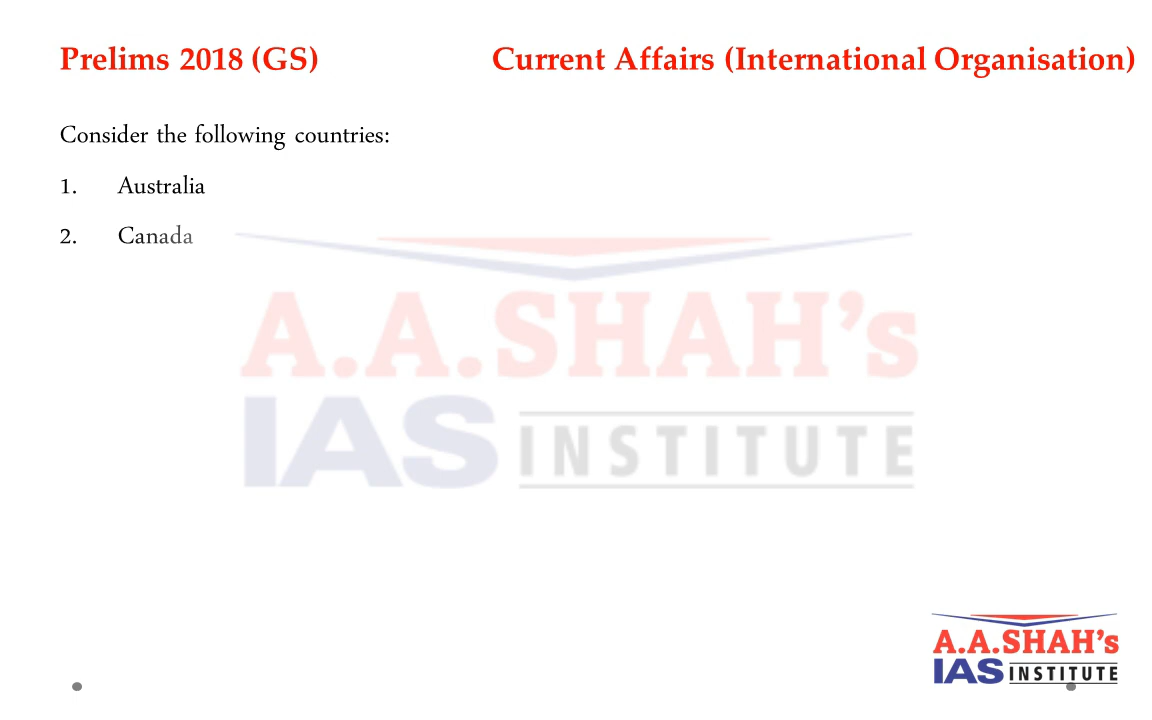 Prelims 2018 (GS) Current Affairs (International Organisation)
Consider the following countries:
1. Australia
2. Canada
A.A.SHAH's
IAS INSTITUTE
A.A.SHAH's
IAS INSTITUTE